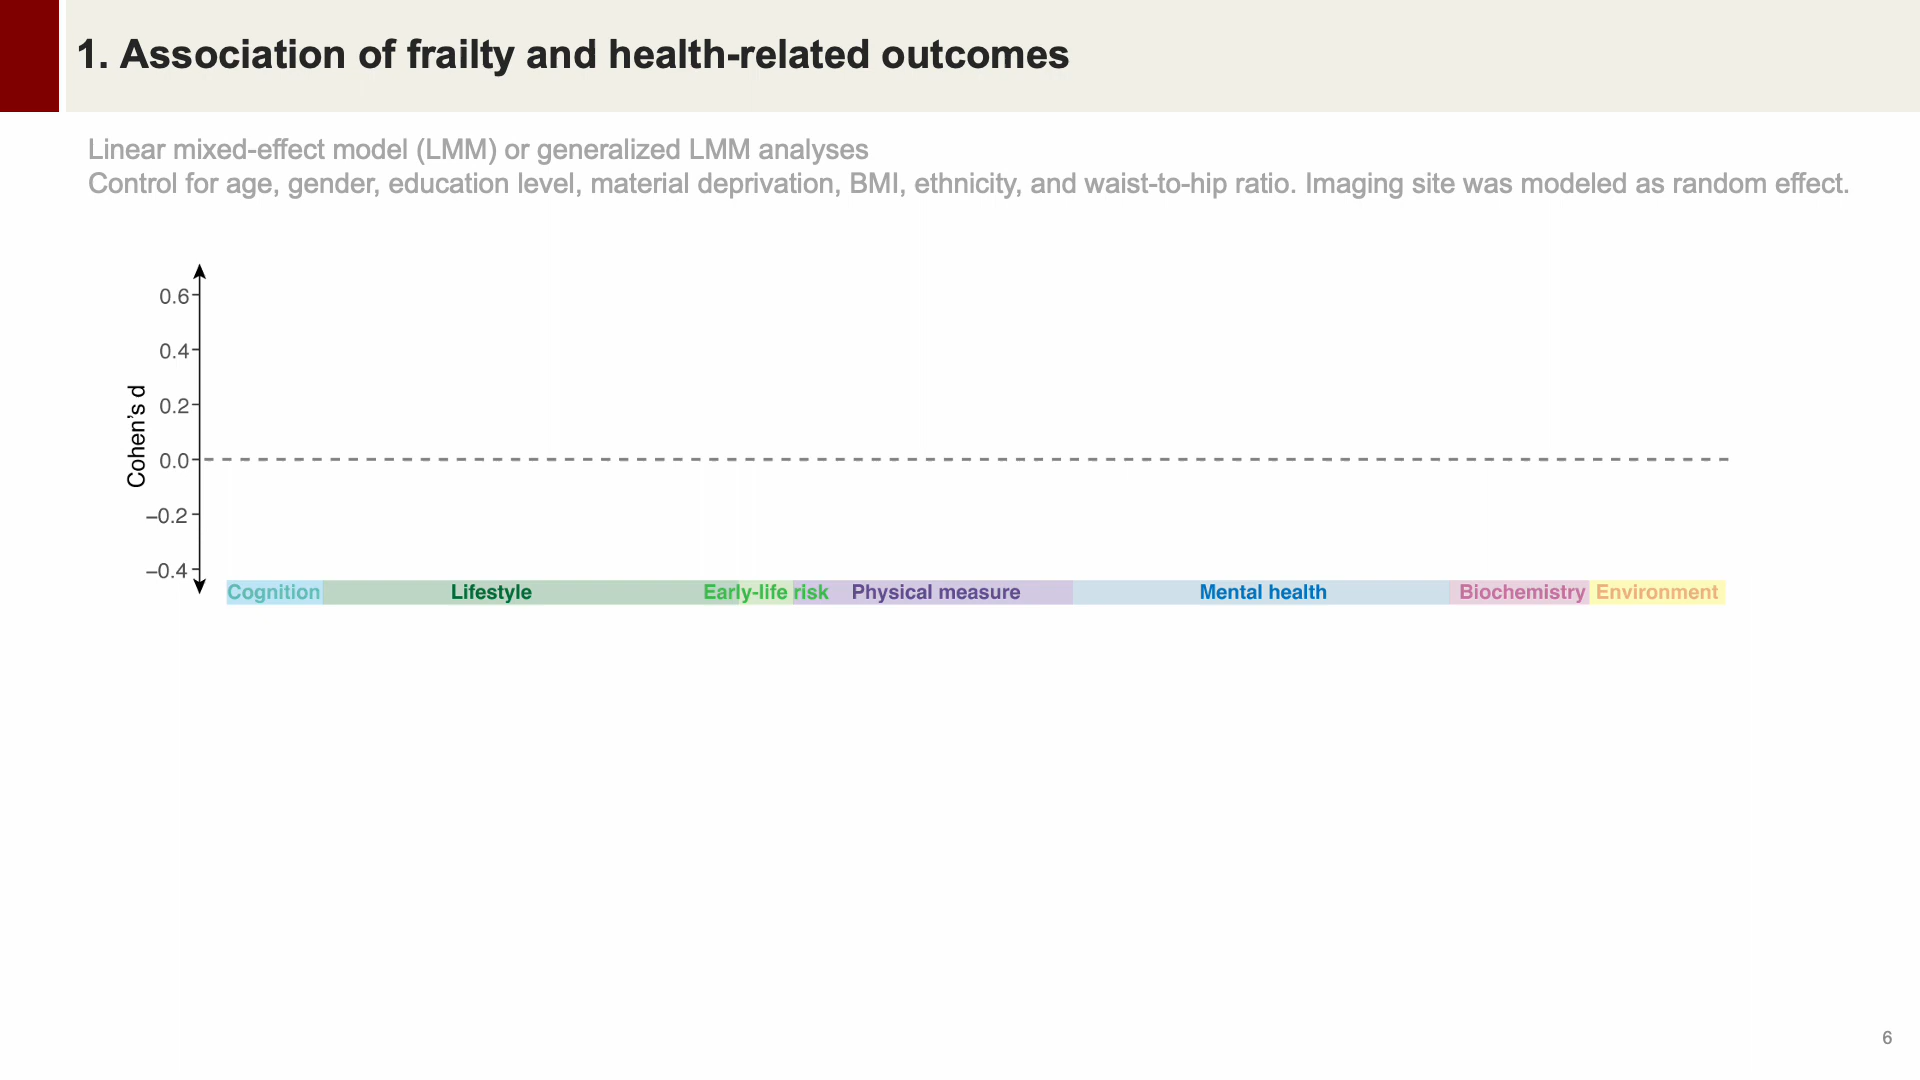 1. Association of frailty and health-related outcomes
Linear mixed-effect model (LMM) or generalized LMM analyses
Control for age, gender, education level, material deprivation, BMI, ethnicity, and waist-to-hip ratio. Imaging site was modeled as random effect.
Cohen’s d
0.6
0.4
0.2
0.0
–0.2
–0.4
Cognition Lifestyle Early-life risk Physical measure Mental health Biochemistry Environment
6